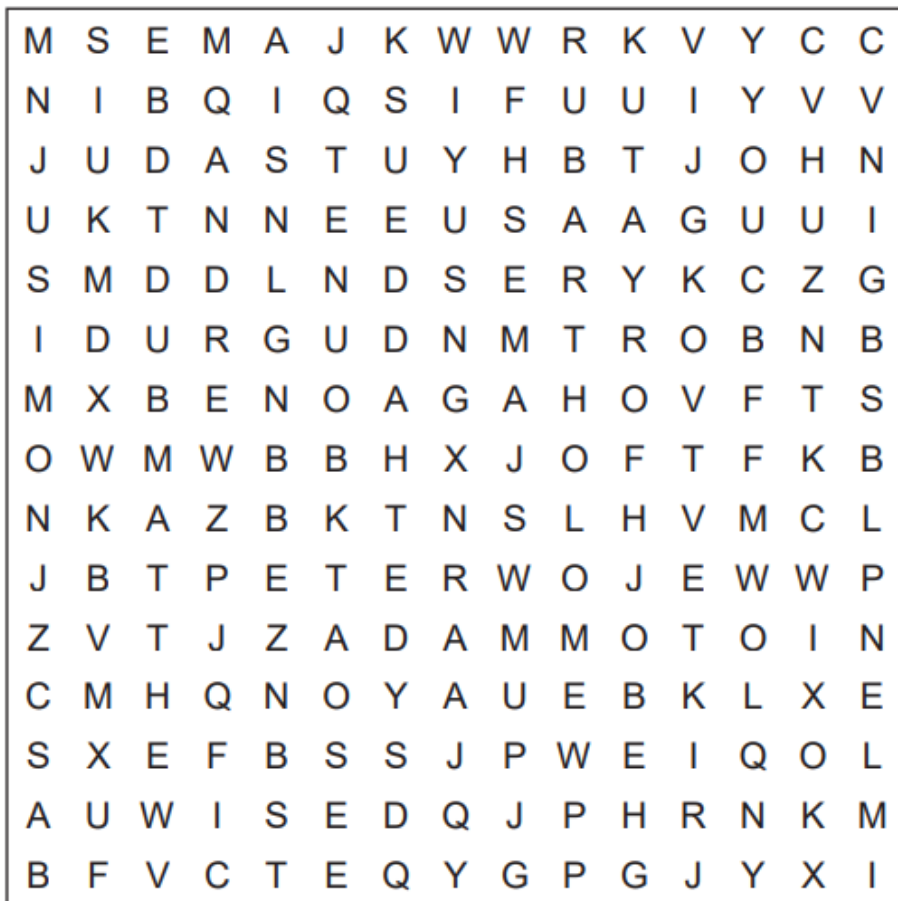 M S E M A J K W W R K V Y C C
N I B Q I Q S I F U U I Y V V
J U D A S T U Y H B T J O H N
U K T N N E E U S A A G U U I
S M D D L N D S E R Y K C Z G
I D U R G U D N M T R O B N B
M X B E N O A G A H O V F T S
O W M W B B H X J O F T F K B
N K A Z B K T N S L H V M C L
J B T P E T E R W O J E W W P
Z V T J Z A D A M M O T O I N
C M H Q N O Y A U E B K L X E
S X E F B S S J P W E I Q O L
A U W I S E D Q J P H R N K M
B F V C T E Q Y G P G J Y X I